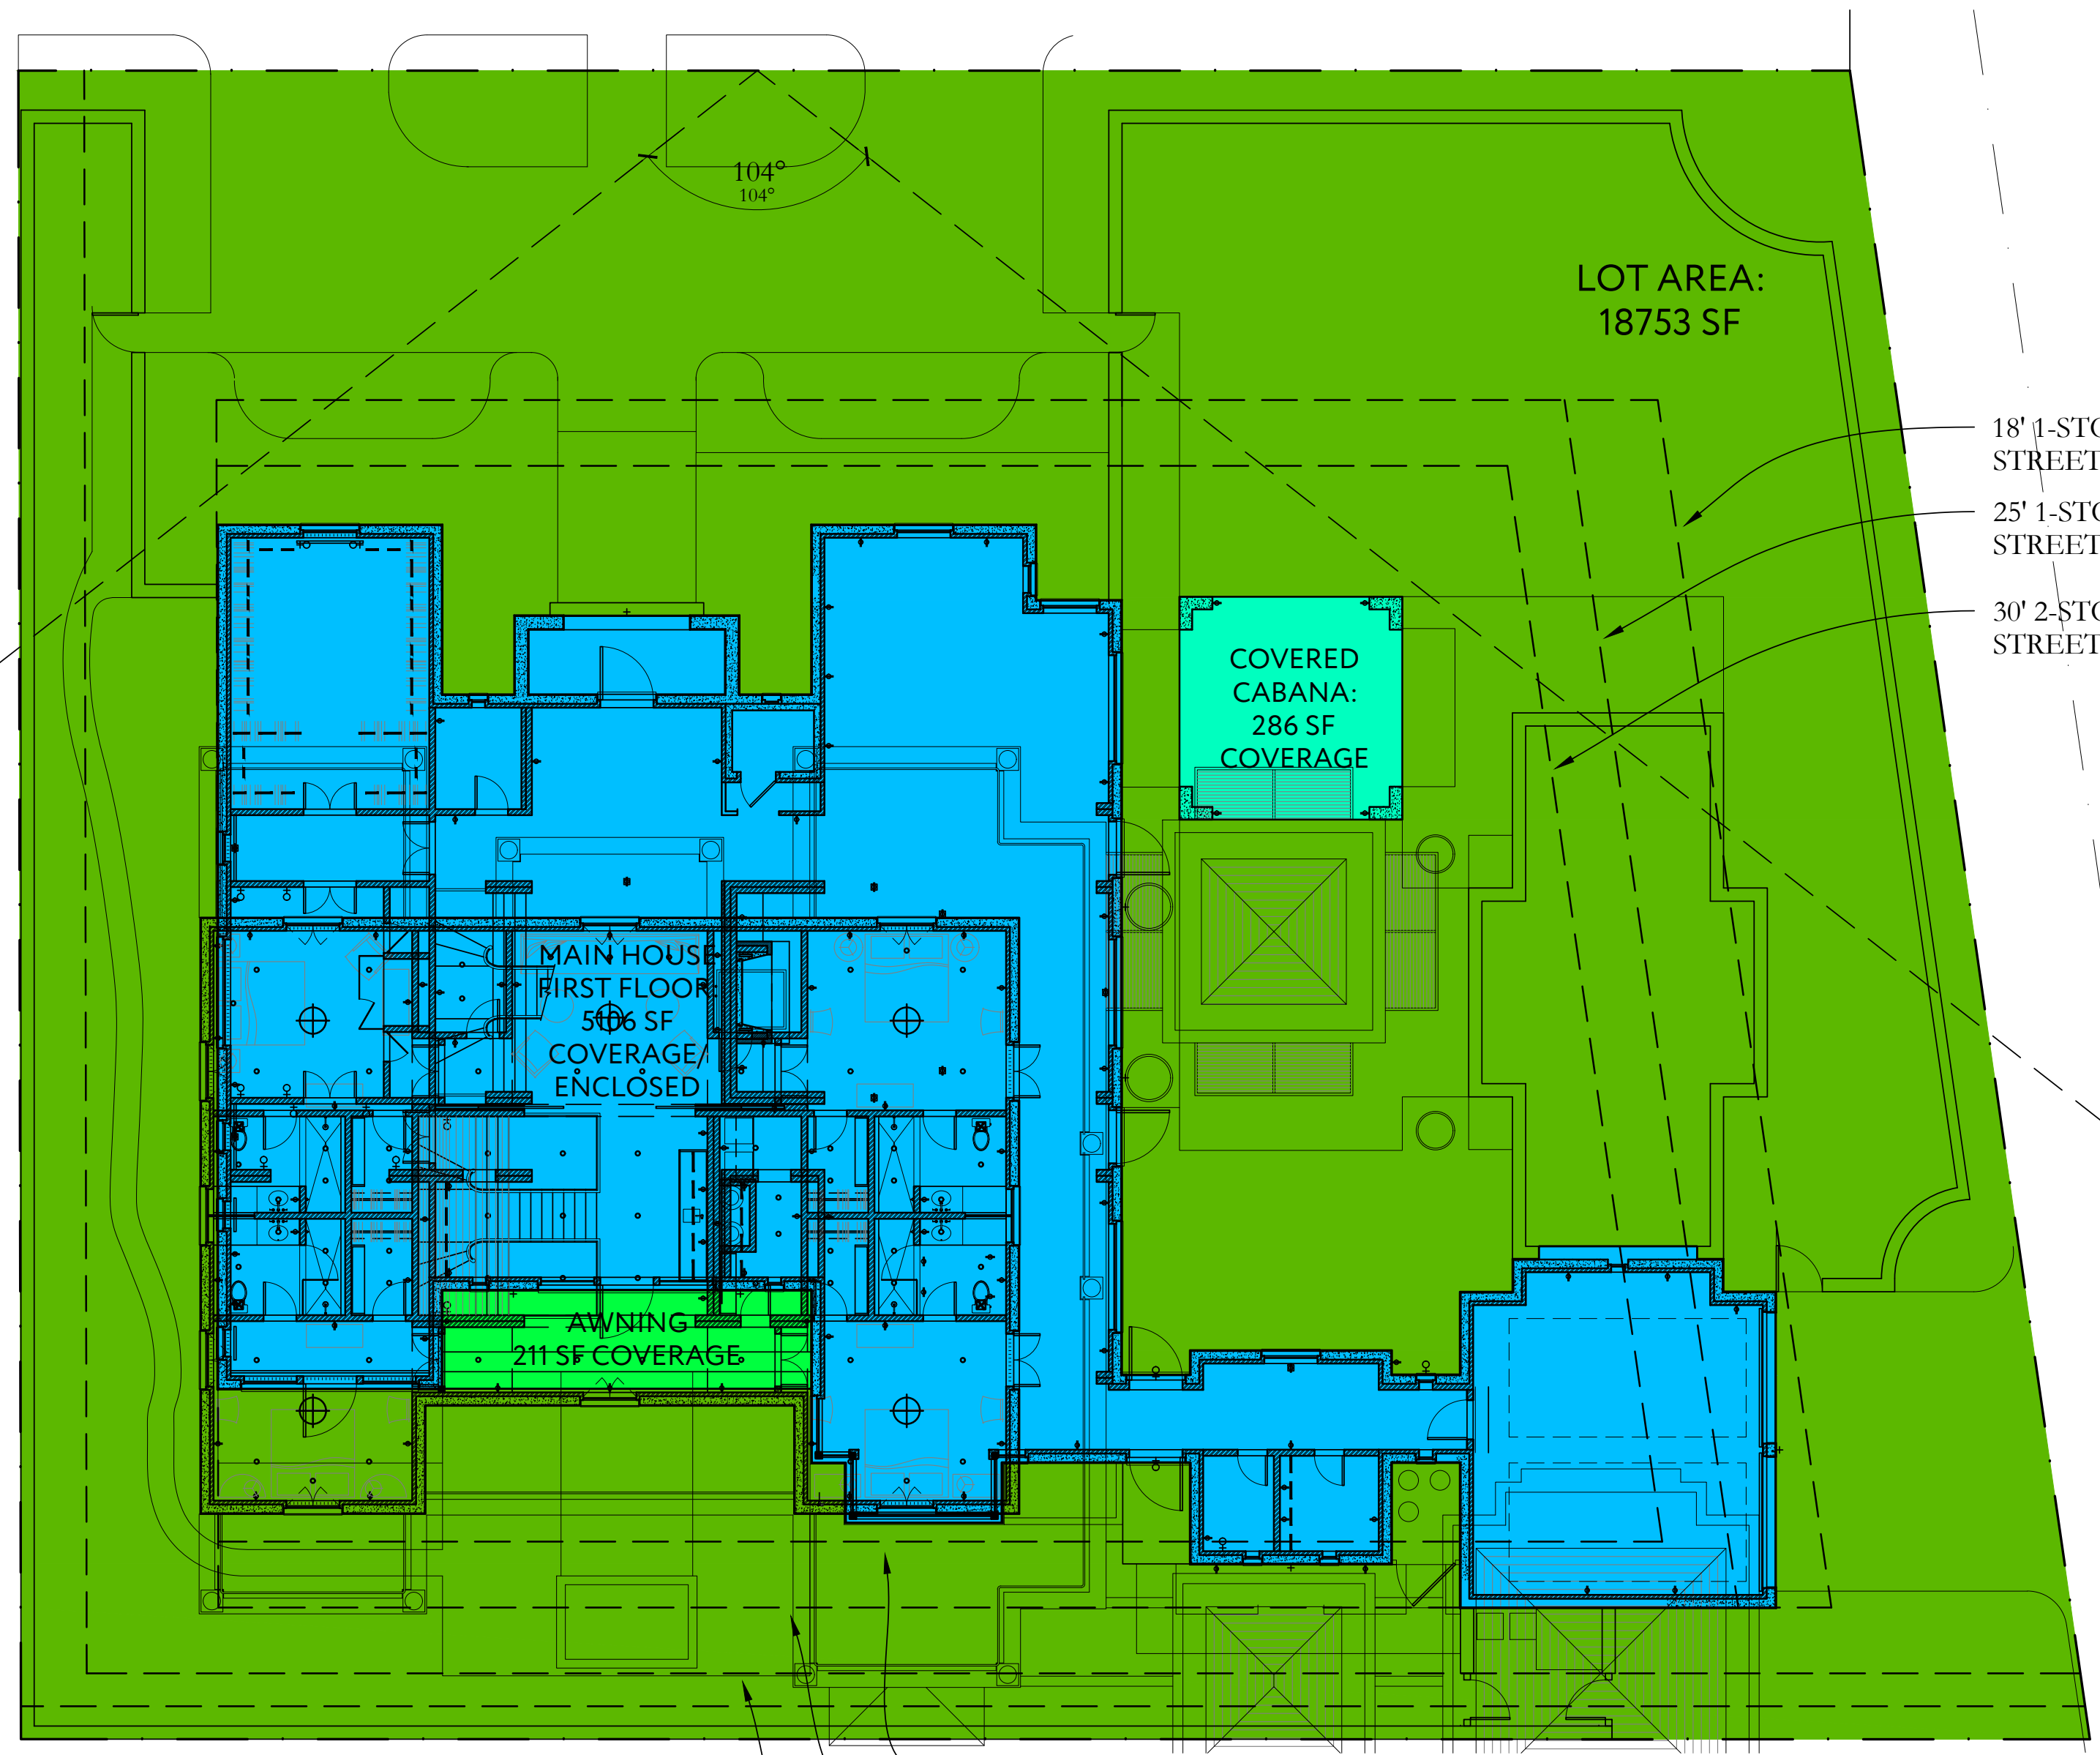 104°
104°
LOT AREA:
18753 SF
18' 1-STO
STREET
25' 1-STO
STREET
30' 2-STO
STREET
COVERED
CABANA:
286 SF
COVERAGE
MAIN HOUSE
FIRST FLOOR:
5106 SF
COVERAGE/
ENCLOSED
AWNING
211 SF COVERAGE